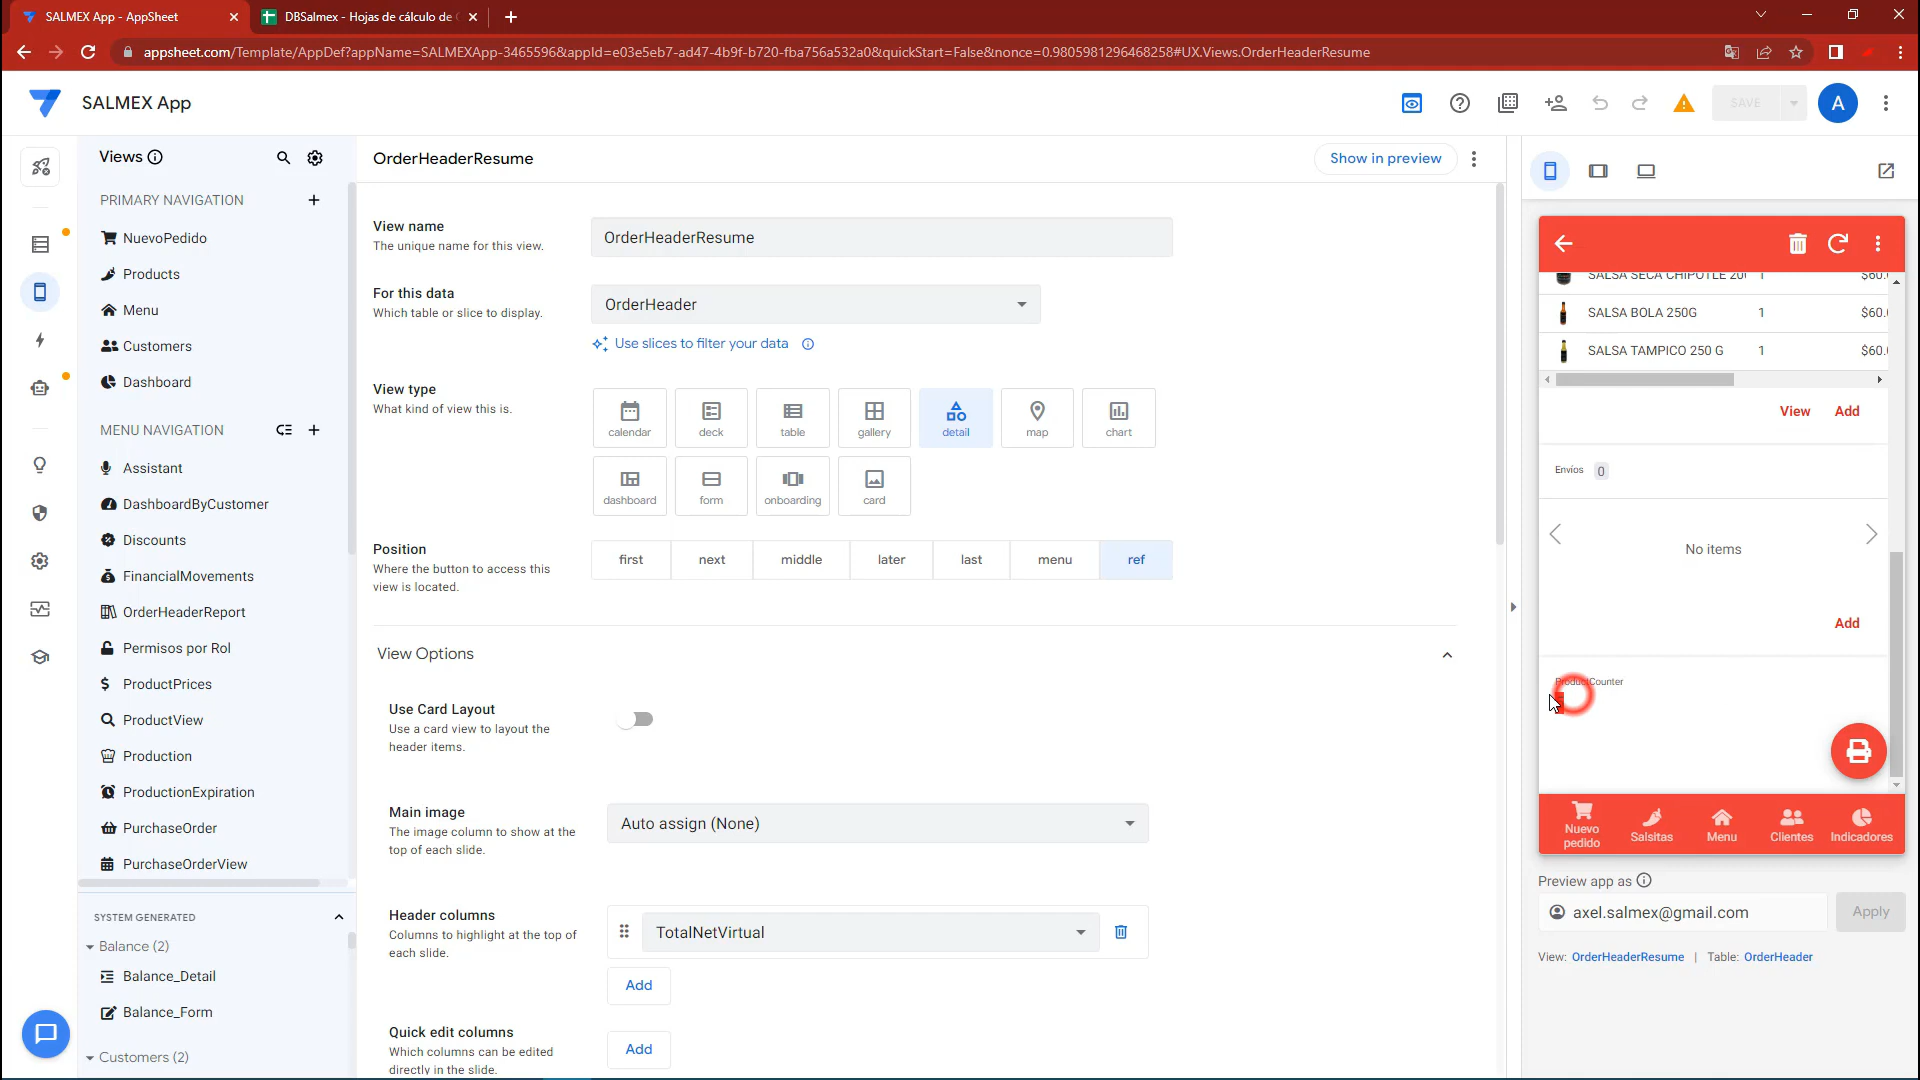 SALMEX App - AppSheet
DBSalmex - Hojas de cálculo de
appsheet.com/Template/AppDef?appName=SALMEXApp-3465596&appId=e03e5eb7-ad47-4b9f-b720-fba756a532a0&quickStart=False&nonce=0.9805981296468258#UX.Views.OrderHeaderResume
SALMEX App
SAVE
A
Views
PRIMARY NAVIGATION
NuevoPedido
Products
Menu
Customers
Dashboard
MENU NAVIGATION
Assistant
DashboardByCustomer
Discounts
FinancialMovements
OrderHeaderReport
Permisos por Rol
ProductPrices
ProductView
Production
ProductionExpiration
PurchaseOrder
PurchaseOrderView
SYSTEM GENERATED
Balance (2)
Balance_Detail
Balance_Form
Customers (2)
OrderHeaderResume
Show in preview
View name
The unique name for this view.
OrderHeaderResume
For this data
Which table or slice to display.
OrderHeader
Use slices to filter your data
View type
What kind of view this is.
calendar
deck
table
gallery
detail
map
chart
dashboard
form
onboarding
card
Position
Where the button to access this
view is located.
first
next
middle
later
last
menu
ref
View Options
Use Card Layout
Use a card view to layout the
header items.
Main image
The image column to show at the
top of each slide.
Auto assign (None)
Header columns
Columns to highlight at the top of
each slide.
TotalNetVirtual
Add
Quick edit columns
Which columns can be edited
directly in the slide.
Add
SALSA SECA CHIPOTLE 20 1 $60.
SALSA BOLA 250G 1 $60.
SALSA TAMPICO 250 G 1 $60.
View Add
Envíos 0
No items
Add
ProductCounter
Nuevo
pedido
Salsitas
Menu
Clientes
Indicadores
Preview app as
axel.salmex@gmail.com
Apply
View: OrderHeaderResume | Table: OrderHeader